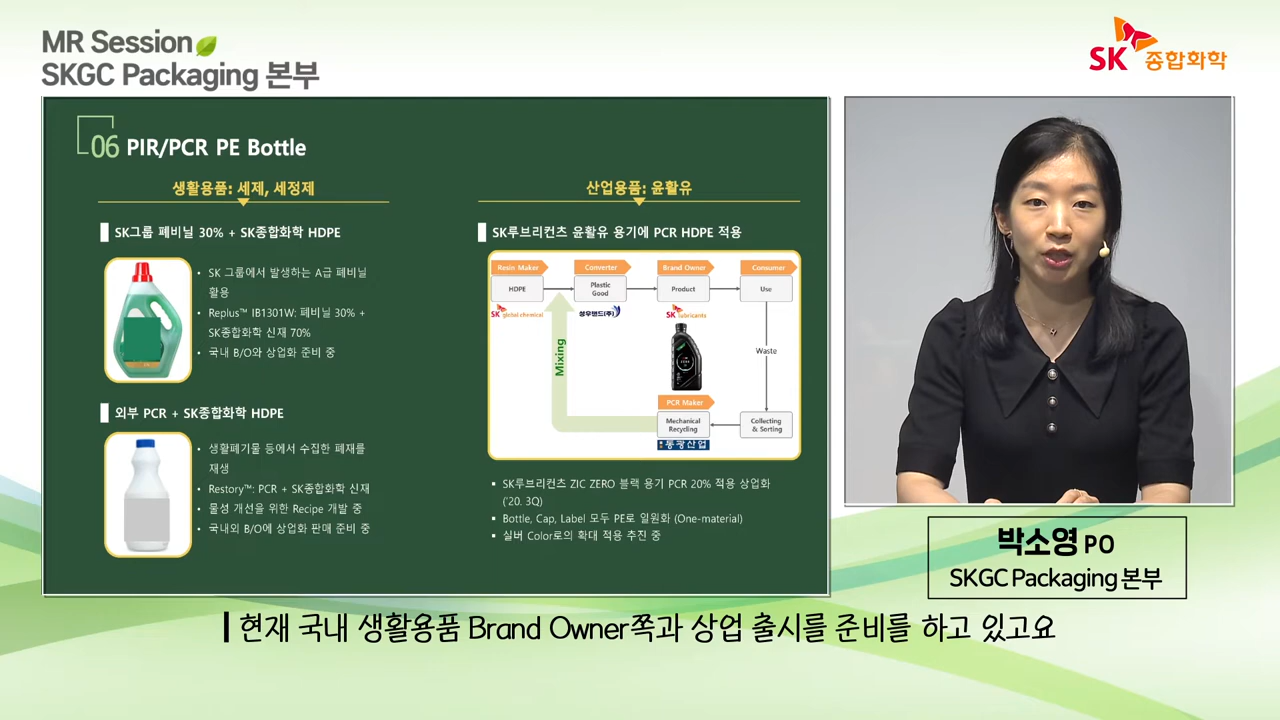 MR Session
SKGC Packaging 본부
SK 종합화학
06 PIR/PCR PE Bottle
생활용품: 세제, 세정제
SK그룹 폐비닐 30% + SK종합화학 HDPE
• SK 그룹에서 발생하는 A급 폐비닐
활용
• Replus™ IB1301W: 폐비닐 30% +
SK종합화학 신재 70%
• 국내 B/O와 상업화 준비 중
외부 PCR + SK종합화학 HDPE
• 생활폐기물 등에서 수집한 폐재를
재생
• Restory™: PCR + SK종합화학 신재
• 물성 개선을 위한 Recipe 개발 중
• 국내외 B/O에 상업화 판매 준비 중
산업용품: 윤활유
SK루브리컨츠 윤활유 용기에 PCR HDPE 적용
Resin Maker
Converter
Brand Owner
Consumer
HDPE
Plastic
Good
Product
Use
SK global chemical
성우탠드(주)
SK lubricants
Mixing
Waste
PCR Maker
Mechanical
Recycling
Collecting
& Sorting
동광산업
▪ SK루브리컨츠 ZIC ZERO 블랙 용기 PCR 20% 적용 상업화
('20. 3Q)
▪ Bottle, Cap, Label 모두 PE로 일원화 (One-material)
▪ 실버 Color로의 확대 적용 추진 중
박소영 PO
SKGC Packaging 본부
현재 국내 생활용품 Brand Owner쪽과 상업 출시를 준비를 하고 있고요